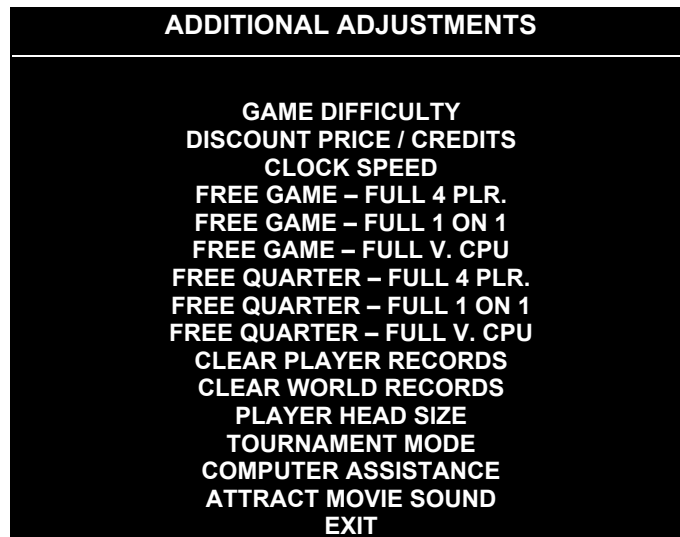 ADDITIONAL ADJUSTMENTS
GAME DIFFICULTY
DISCOUNT PRICE / CREDITS
CLOCK SPEED
FREE GAME – FULL 4 PLR.
FREE GAME – FULL 1 ON 1
FREE GAME – FULL V. CPU
FREE QUARTER – FULL 4 PLR.
FREE QUARTER – FULL 1 ON 1
FREE QUARTER – FULL V. CPU
CLEAR PLAYER RECORDS
CLEAR WORLD RECORDS
PLAYER HEAD SIZE
TOURNAMENT MODE
COMPUTER ASSISTANCE
ATTRACT MOVIE SOUND
EXIT